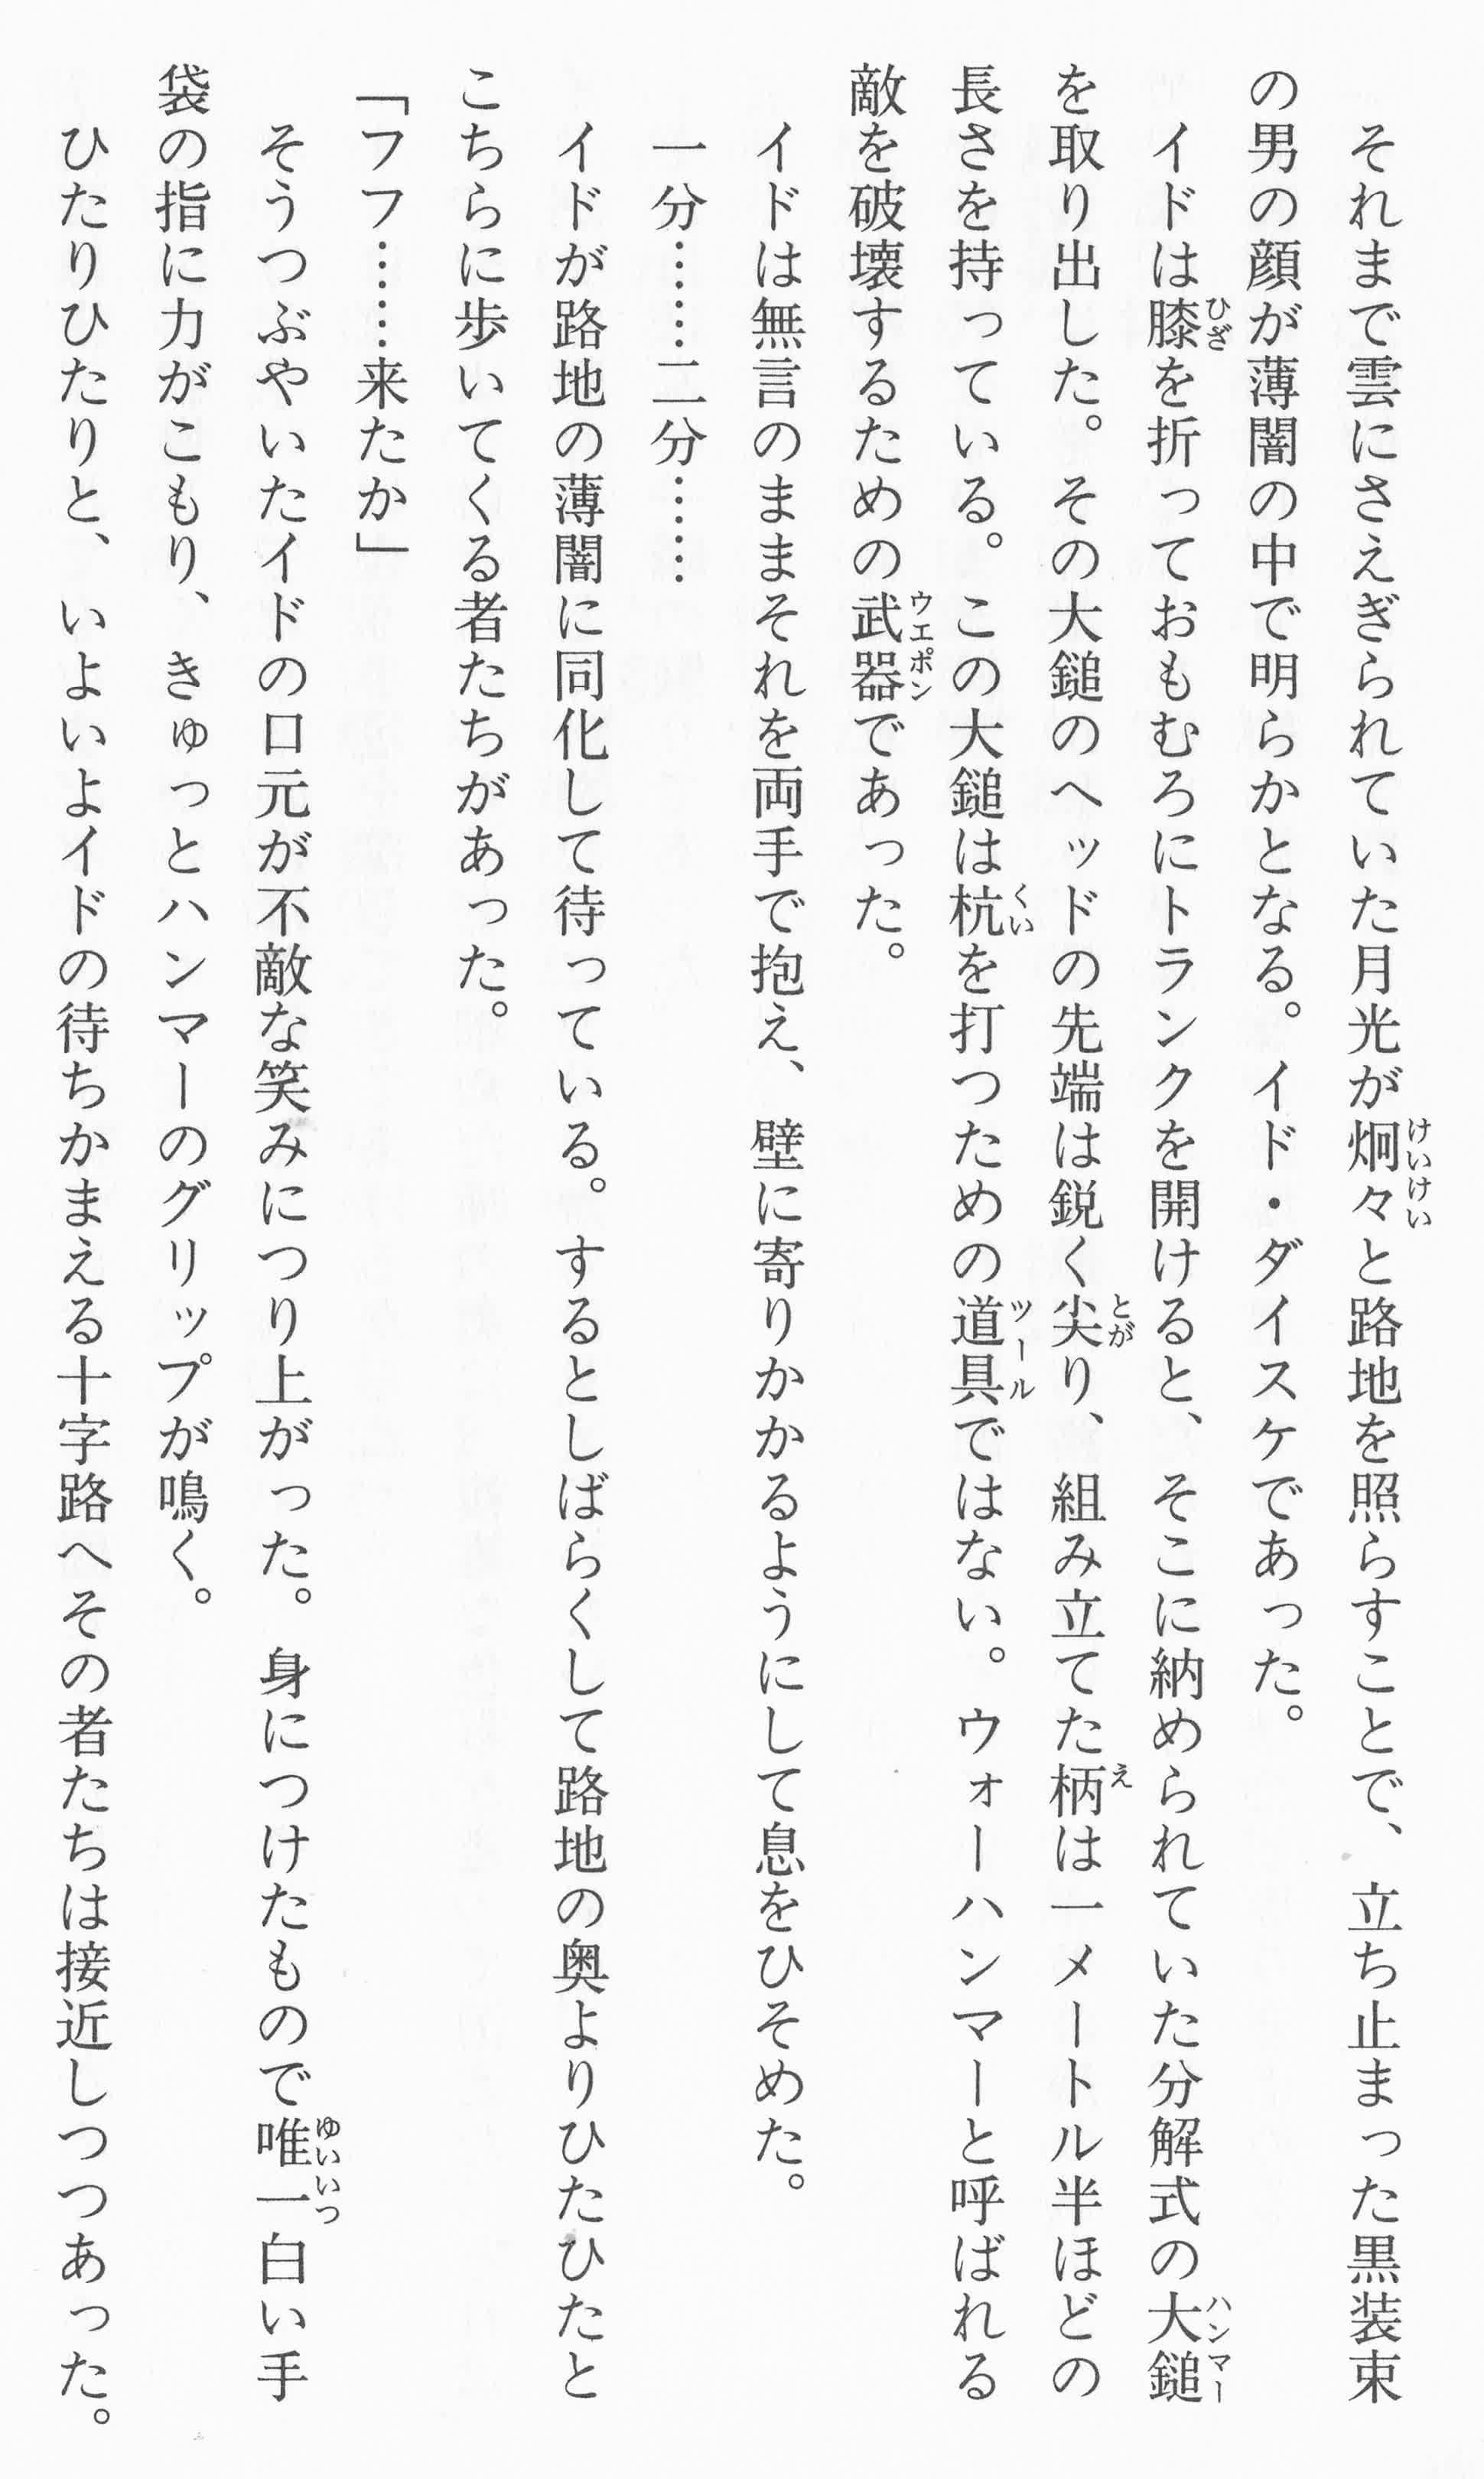 それまで雲にさえぎられていた月光が炯々と路地を照らすことで、立ち止まった黒装束
の男の顔が薄闇の中で明らかとなる。イド・ダイスケであった。
　イドは膝を折っておもむろにトランクを開けると、そこに納められていた分解式の大鎚
を取り出した。その大鎚のヘッドの先端は鋭く尖り、組み立てた柄は一メートル半ほどの
長さを持っている。この大鎚は杭を打つための道具ではない。ウォーハンマーと呼ばれる
敵を破壊するための武器であった。
　イドは無言のままそれを両手で抱え、壁に寄りかかるようにして息をひそめた。
　一分……二分……
　イドが路地の薄闇に同化して待っている。するとしばらくして路地の奥よりひたひたと
こちらに歩いてくる者たちがあった。
「フフ……来たか」
　そうつぶやいたイドの口元が不敵な笑みにつり上がった。身につけたもので唯一白い手
袋の指に力がこもり、きゅっとハンマーのグリップが鳴く。
　ひたりひたりと、いよいよイドの待ちかまえる十字路へその者たちは接近しつつあった。